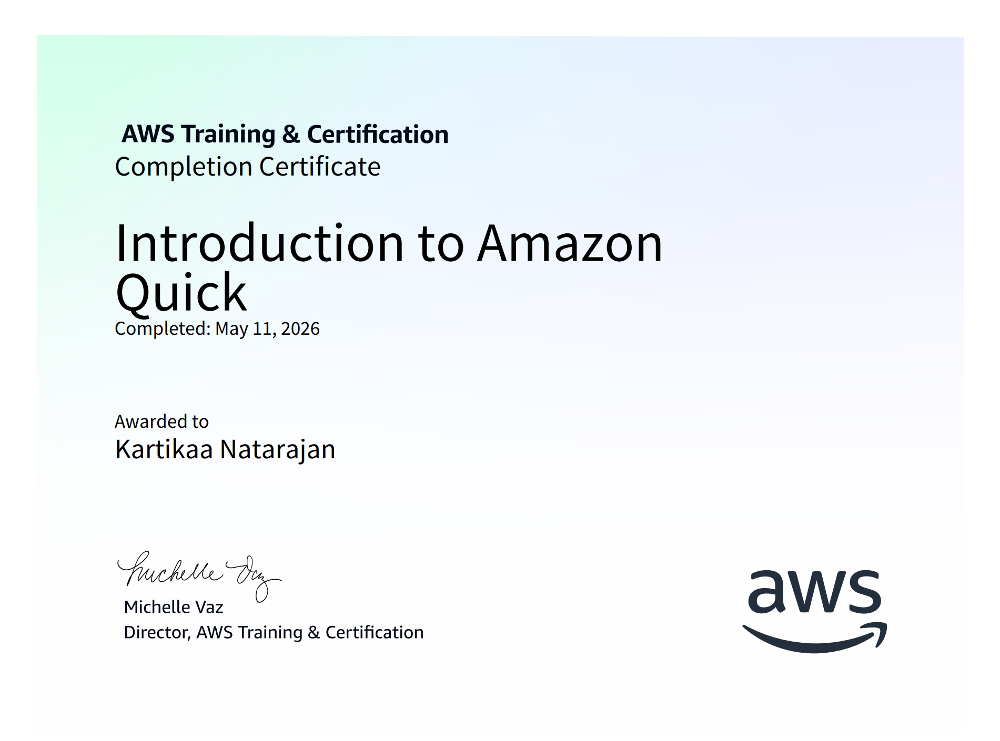 AWS Training & Certification
Completion Certificate
Introduction to Amazon
Quick
Completed: May 11, 2026
Awarded to
Kartikaa Natarajan
Michelle Vaz
Michelle Vaz
Director, AWS Training & Certification
aws